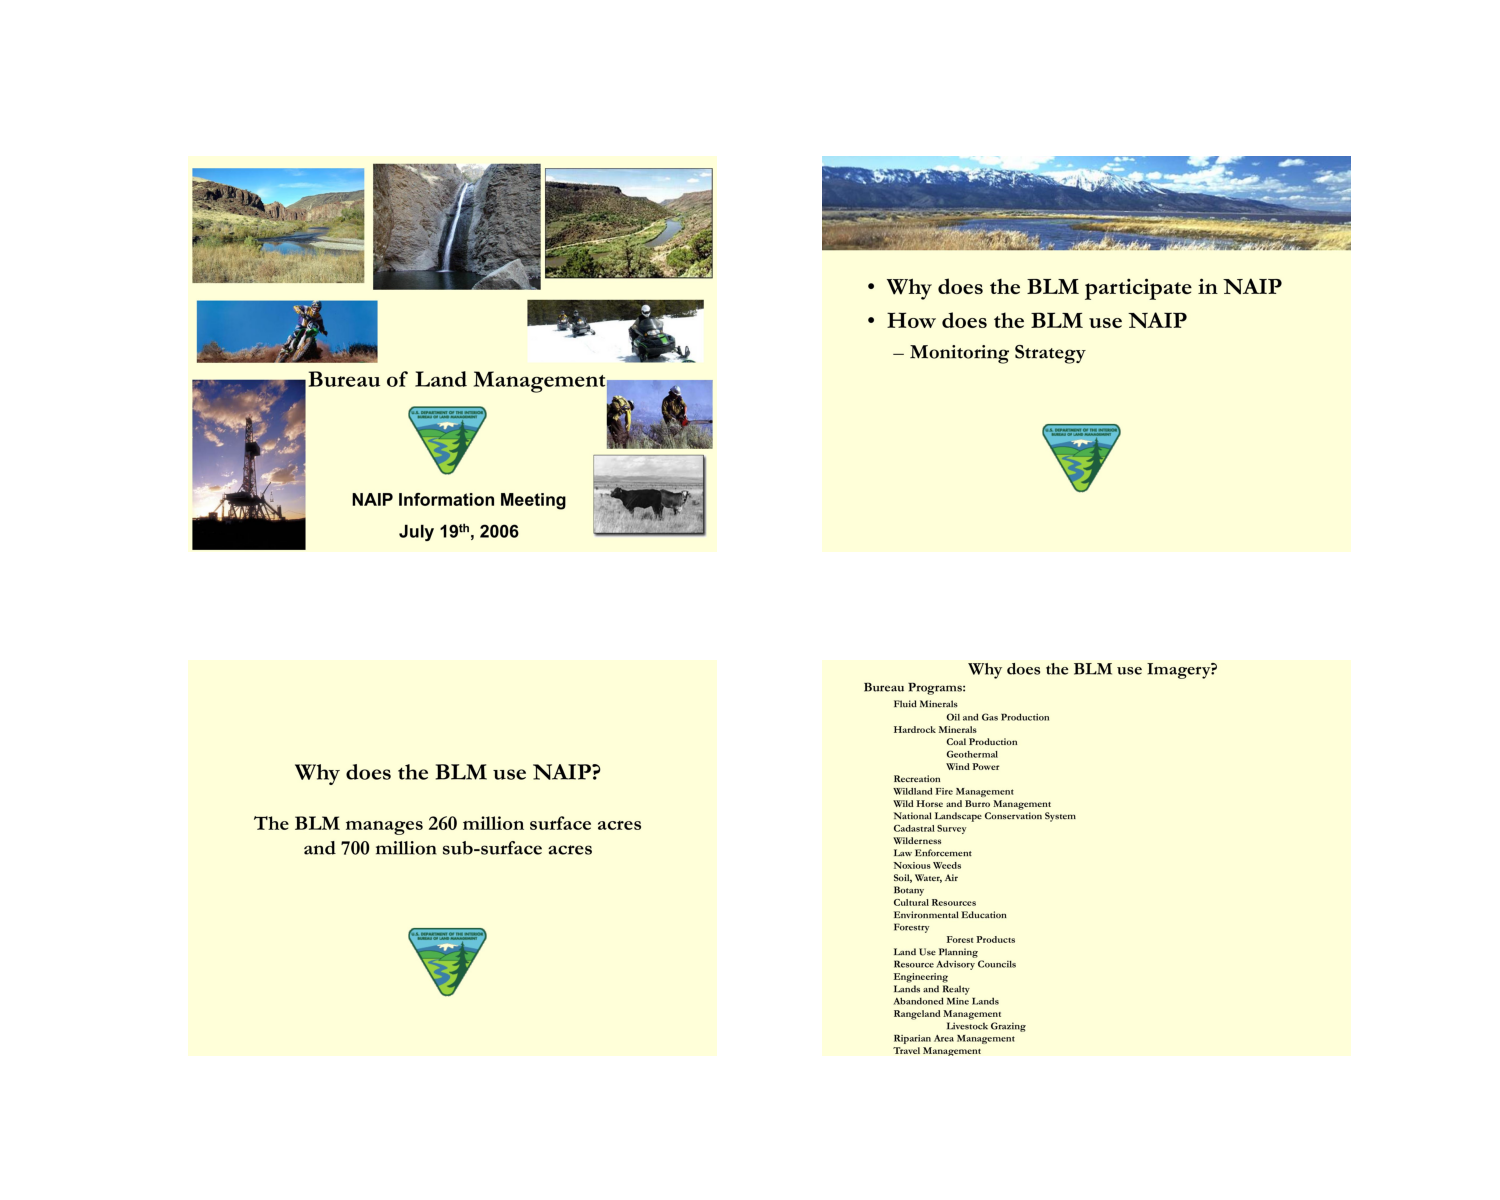 Bureau of Land Management
U.S. DEPARTMENT OF THE INTERIOR
BUREAU OF LAND MANAGEMENT
NAIP Information Meeting
July 19th, 2006
• Why does the BLM participate in NAIP
• How does the BLM use NAIP
– Monitoring Strategy
U.S. DEPARTMENT OF THE INTERIOR
BUREAU OF LAND MANAGEMENT
Why does the BLM use NAIP?
The BLM manages 260 million surface acres
and 700 million sub-surface acres
U.S. DEPARTMENT OF THE INTERIOR
BUREAU OF LAND MANAGEMENT
Why does the BLM use Imagery?
Bureau Programs:
Fluid Minerals
Oil and Gas Production
Hardrock Minerals
Coal Production
Geothermal
Wind Power
Recreation
Wildland Fire Management
Wild Horse and Burro Management
National Landscape Conservation System
Cadastral Survey
Wilderness
Law Enforcement
Noxious Weeds
Soil, Water, Air
Botany
Cultural Resources
Environmental Education
Forestry
Forest Products
Land Use Planning
Resource Advisory Councils
Engineering
Lands and Realty
Abandoned Mine Lands
Rangeland Management
Livestock Grazing
Riparian Area Management
Travel Management